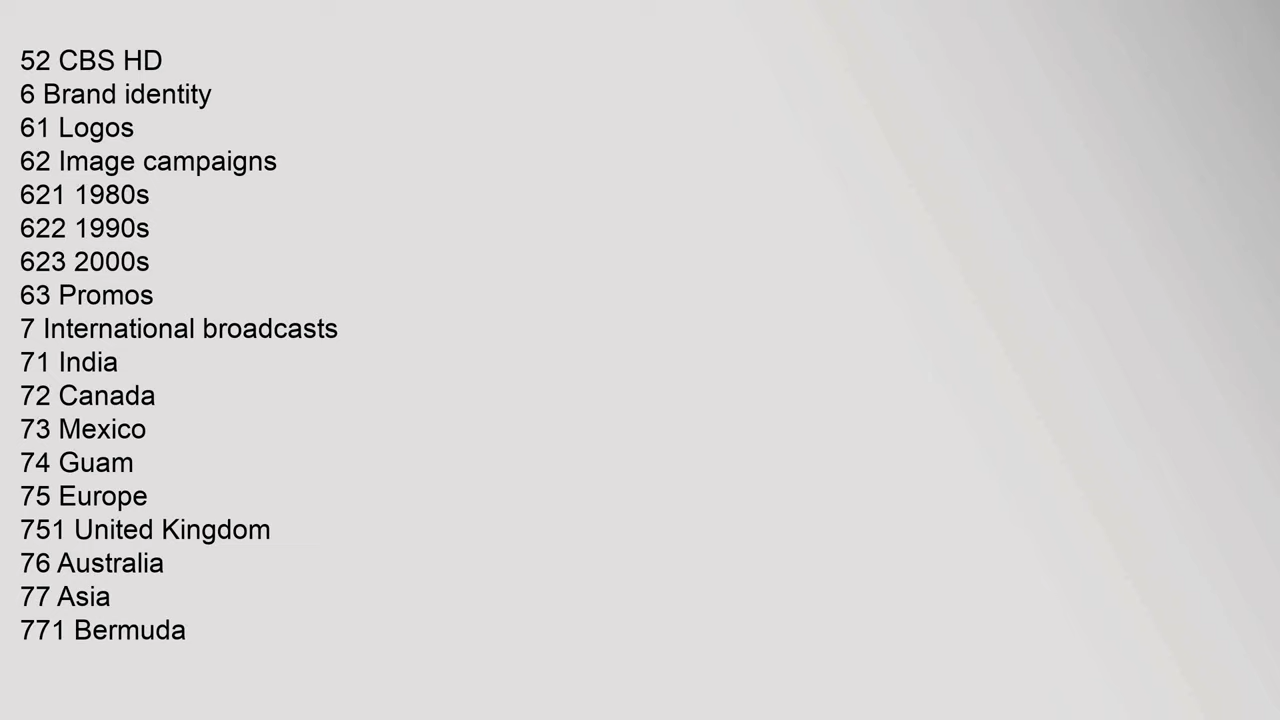 52 CBS HD
6 Brand identity
61 Logos
62 Image campaigns
621 1980s
622 1990s
623 2000s
63 Promos
7 International broadcasts
71 India
72 Canada
73 Mexico
74 Guam
75 Europe
751 United Kingdom
76 Australia
77 Asia
771 Bermuda